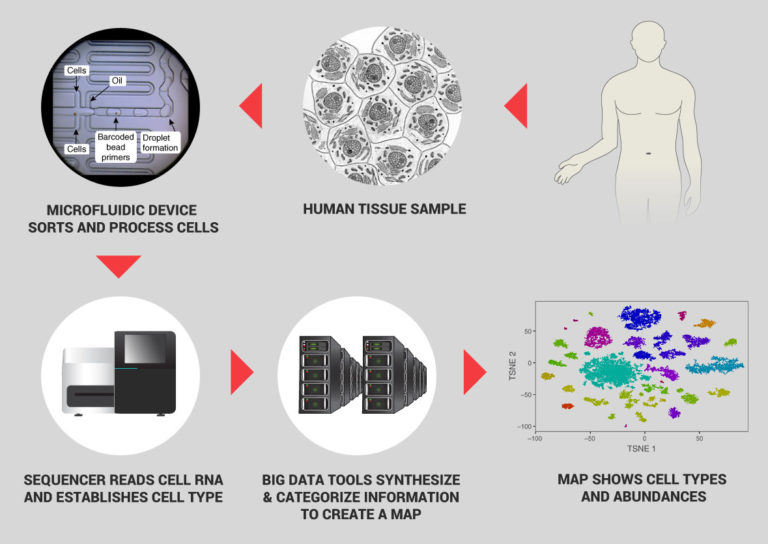 Cells
Oil
Cells
Barcoded
bead
primers
Droplet
formation
MICROFLUIDIC DEVICE
SORTS AND PROCESS CELLS
HUMAN TISSUE SAMPLE
SEQUENCER READS CELL RNA
AND ESTABLISHES CELL TYPE
BIG DATA TOOLS SYNTHESIZE
& CATEGORIZE INFORMATION
TO CREATE A MAP
TSNE 2
50
0
−50
−100
−100
−50
0
50
TSNE 1
MAP SHOWS CELL TYPES
AND ABUNDANCES